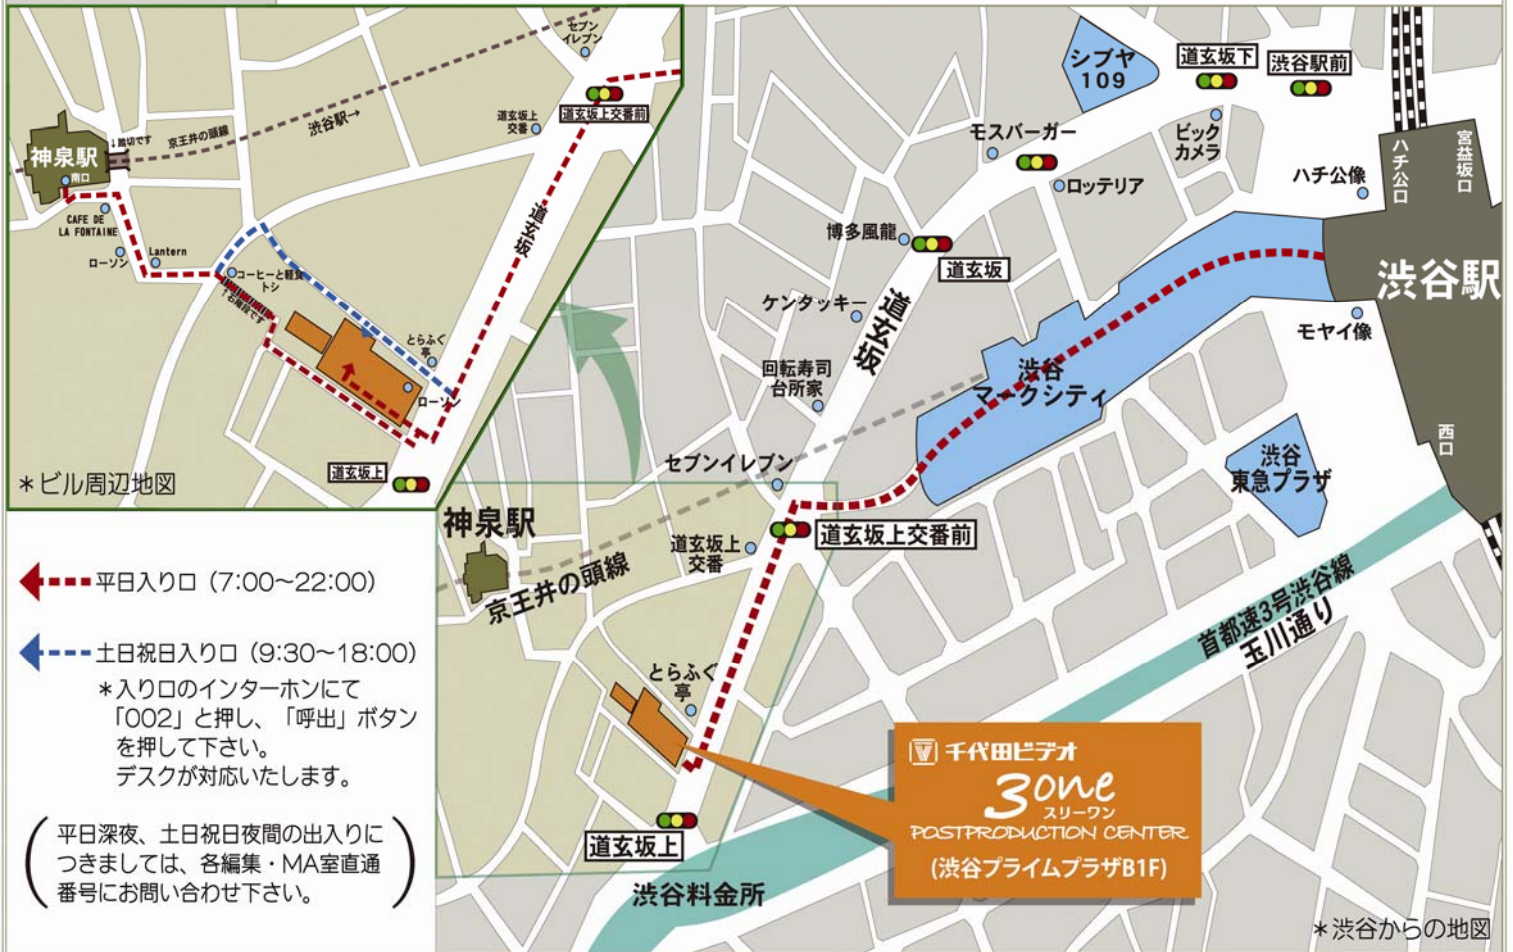 セブン
イレブン
道玄坂上交番前
道玄坂上
交番
渋谷駅→
京王井の頭線
↓踏切です
神泉駅
南口
CAFE DE
LA FONTAINE
ローソン
Lantern
コーヒーと軽食
トシ
↑右階段です
道玄坂
とらふぐ
亭
ローソン
道玄坂上
＊ビル周辺地図
平日入り口（7:00～22:00）
土日祝日入り口（9:30～18:00）
＊入り口のインターホンにて
「002」と押し、「呼出」ボタン
を押して下さい。
デスクが対応いたします。
平日深夜、土日祝日夜間の出入りに
つきましては、各編集・MA室直通
番号にお問い合わせ下さい。
シブヤ
109
道玄坂下
渋谷駅前
モスバーガー
ビック
カメラ
ロッテリア
ハチ公像
ハチ公口
宮益坂口
博多風龍
道玄坂
渋谷駅
ケンタッキー
道玄坂
モヤイ像
回転寿司
台所家
渋谷
マークシティ
西口
渋谷
東急プラザ
セブンイレブン
神泉駅
道玄坂上交番前
道玄坂上
交番
京王井の頭線
首都速3号渋谷線
玉川通り
とらふぐ
亭
千代田ビデオ
3one
スリーワン
POSTPRODUCTION CENTER
(渋谷プライムプラザB1F)
道玄坂上
渋谷料金所
＊渋谷からの地図